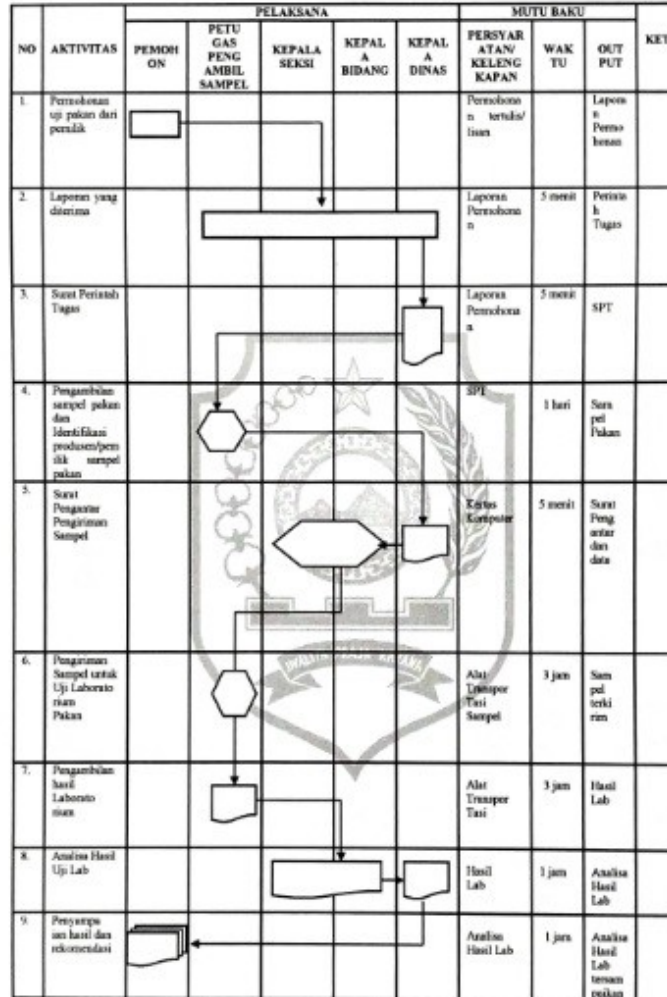 PELAKSANA
MUTU BAKU
NO
AKTIVITAS
PEMOH
ON
PETU
GAS
PENG
AMBIL
SAMPEL
KEPALA
SEKSI
KEPAL
A
BIDANG
KEPAL
A
DINAS
PERSYAR
ATAN/
KELENG
KAPAN
WAK
TU
OUT
PUT
KET
1.
Permohonan
uji pakan dari
pemilik
Permohona
n tertulis/
lisan
Lapora
n
Permo
honan
2.
Laporan yang
diterima
Laporan
Permohona
n
5 menit
Perinta
h
Tugas
3.
Surat Perintah
Tugas
Laporan
Permohona
n
5 menit
SPT
4.
Pengambilan
sampel pakan
dan
Identifikasi
produsen/pem
ilik sampel
pakan
SPT
1 hari
Sam
pel
Pakan
5.
Surat
Pengantar
Pengiriman
Sampel
Kertas
Komputer
5 menit
Surat
Peng
antar
dan
data
6.
Pengiriman
Sampel untuk
Uji Laborato
rium
Pakan
Alat
Transpor
Tasi
Sampel
3 jam
Sam
pel
terki
rim
7.
Pengambilan
hasil
Laborato
rium
Alat
Transpor
Tasi
3 jam
Hasil
Lab
8.
Analisa Hasil
Uji Lab
Hasil
Lab
1 jam
Analisa
Hasil
Lab
9.
Penyampa
ian hasil dan
rekomendasi
Analisa
Hasil Lab
1 jam
Analisa
Hasil
Lab
tersam
paikan